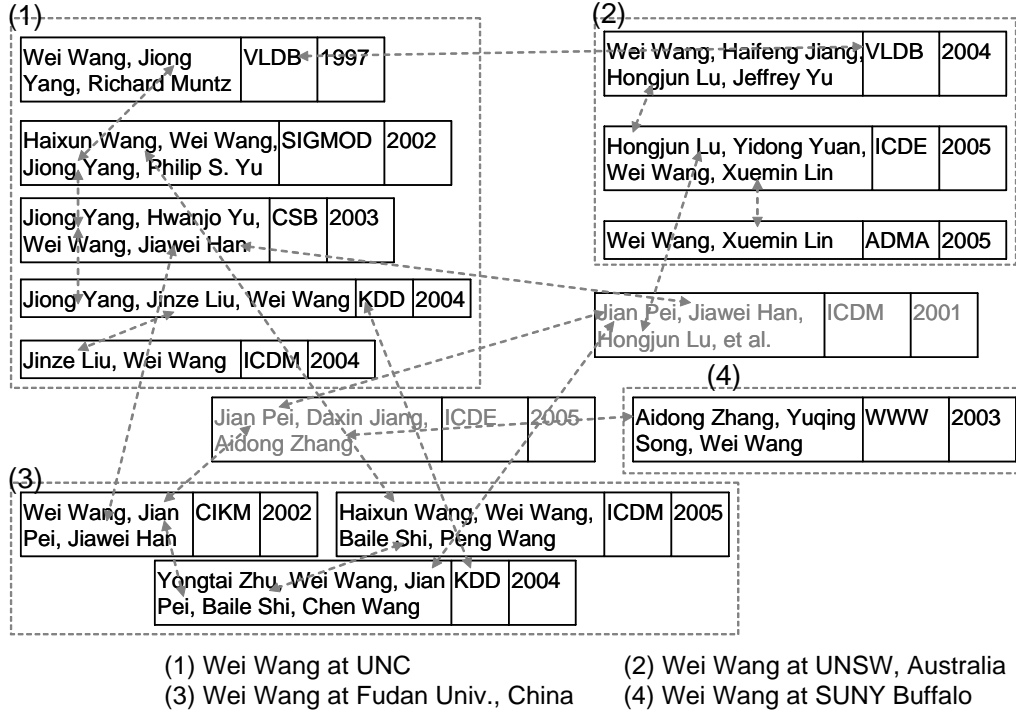 (1)
Wei Wang, Jiong
Yang, Richard Muntz
VLDB
1997
Haixun Wang, Wei Wang,
Jiong Yang, Philip S. Yu
SIGMOD
2002
Jiong Yang, Hwanjo Yu,
Wei Wang, Jiawei Han
CSB
2003
Jiong Yang, Jinze Liu, Wei Wang
KDD
2004
Jinze Liu, Wei Wang
ICDM
2004
(2)
Wei Wang, Haifeng Jiang,
Hongjun Lu, Jeffrey Yu
VLDB
2004
Hongjun Lu, Yidong Yuan,
Wei Wang, Xuemin Lin
ICDE
2005
Wei Wang, Xuemin Lin
ADMA
2005
Jian Pei, Jiawei Han,
Hongjun Lu, et al.
ICDM
2001
(4)
Jian Pei, Daxin Jiang,
Aidong Zhang
ICDE
2005
Aidong Zhang, Yuqing
Song, Wei Wang
WWW
2003
(3)
Wei Wang, Jian
Pei, Jiawei Han
CIKM
2002
Haixun Wang, Wei Wang,
Baile Shi, Peng Wang
ICDM
2005
Yongtai Zhu, Wei Wang, Jian
Pei, Baile Shi, Chen Wang
KDD
2004
(1) Wei Wang at UNC
(2) Wei Wang at UNSW, Australia
(3) Wei Wang at Fudan Univ., China
(4) Wei Wang at SUNY Buffalo